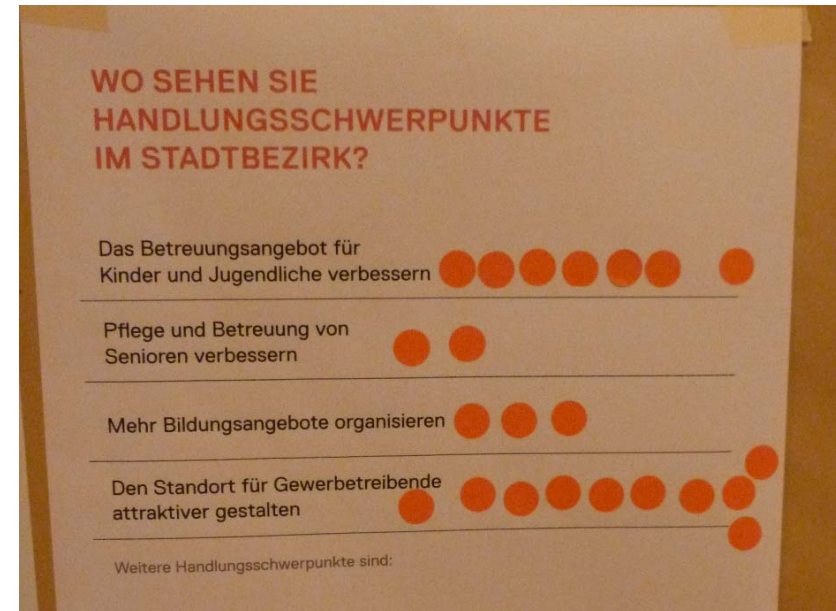 WO SEHEN SIE
HANDLUNGSSCHWERPUNKTE
IM STADTBEZIRK?
Das Betreuungsangebot für
Kinder und Jugendliche verbessern
Pflege und Betreuung von
Senioren verbessern
Mehr Bildungsangebote organisieren
Den Standort für Gewerbetreibende
attraktiver gestalten
Weitere Handlungsschwerpunkte sind: